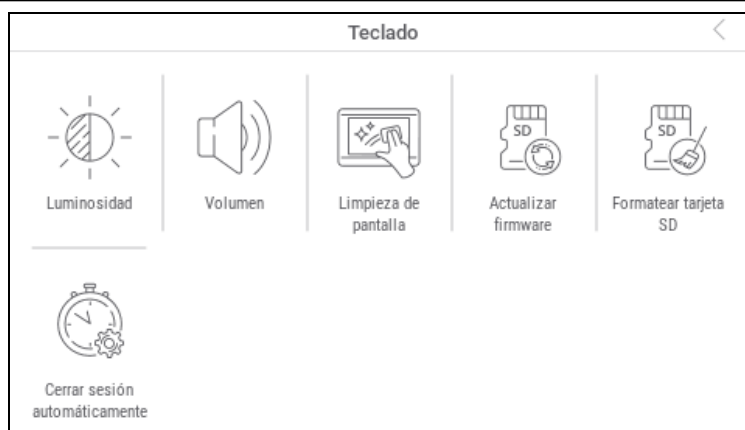 Teclado
SD
SD
Luminosidad
Volumen
Limpieza de
pantalla
Actualizar
firmware
Formatear tarjeta
SD
Cerrar sesión
automáticamente